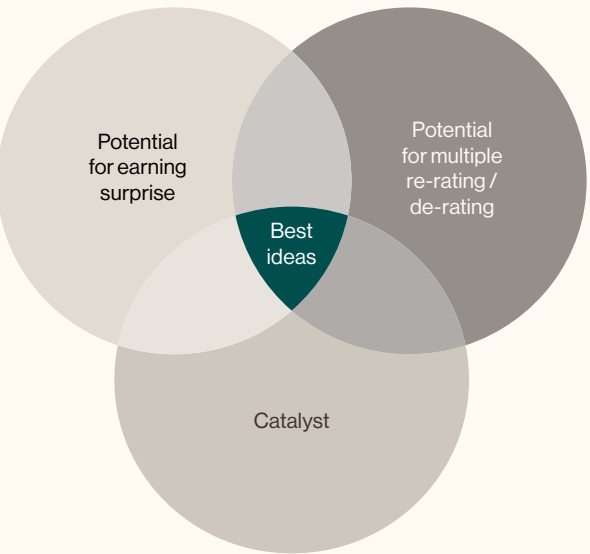 Potential
for earning
surprise
Potential
for multiple
re-rating /
de-rating
Best
ideas
Catalyst